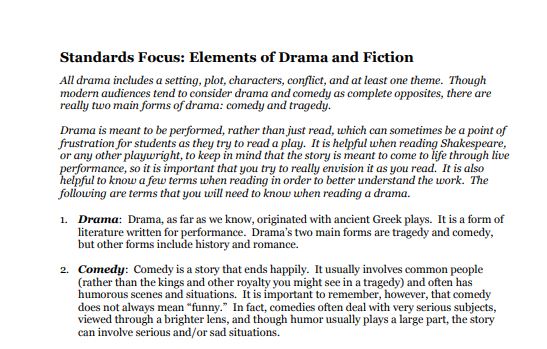 Standards Focus: Elements of Drama and Fiction
All drama includes a setting, plot, characters, conflict, and at least one theme.  Though
modern audiences tend to consider drama and comedy as complete opposites, there are
really two main forms of drama: comedy and tragedy.
Drama is meant to be performed, rather than just read, which can sometimes be a point of
frustration for students as they try to read a play.  It is helpful when reading Shakespeare,
or any other playwright, to keep in mind that the story is meant to come to life through live
performance, so it is important that you try to really envision it as you read.  It is also
helpful to know a few terms when reading in order to better understand the work.  The
following are terms that you will need to know when reading a drama.
1. Drama:  Drama, as far as we know, originated with ancient Greek plays.  It is a form of
literature written for performance.  Drama's two main forms are tragedy and comedy,
but other forms include history and romance.
2. Comedy:  Comedy is a story that ends happily.  It usually involves common people
(rather than the kings and other royalty you might see in a tragedy) and often has
humorous scenes and situations.  It is important to remember, however, that comedy
does not always mean "funny."  In fact, comedies often deal with very serious subjects,
viewed through a brighter lens, and though humor usually plays a large part, the story
can involve serious and/or sad situations.